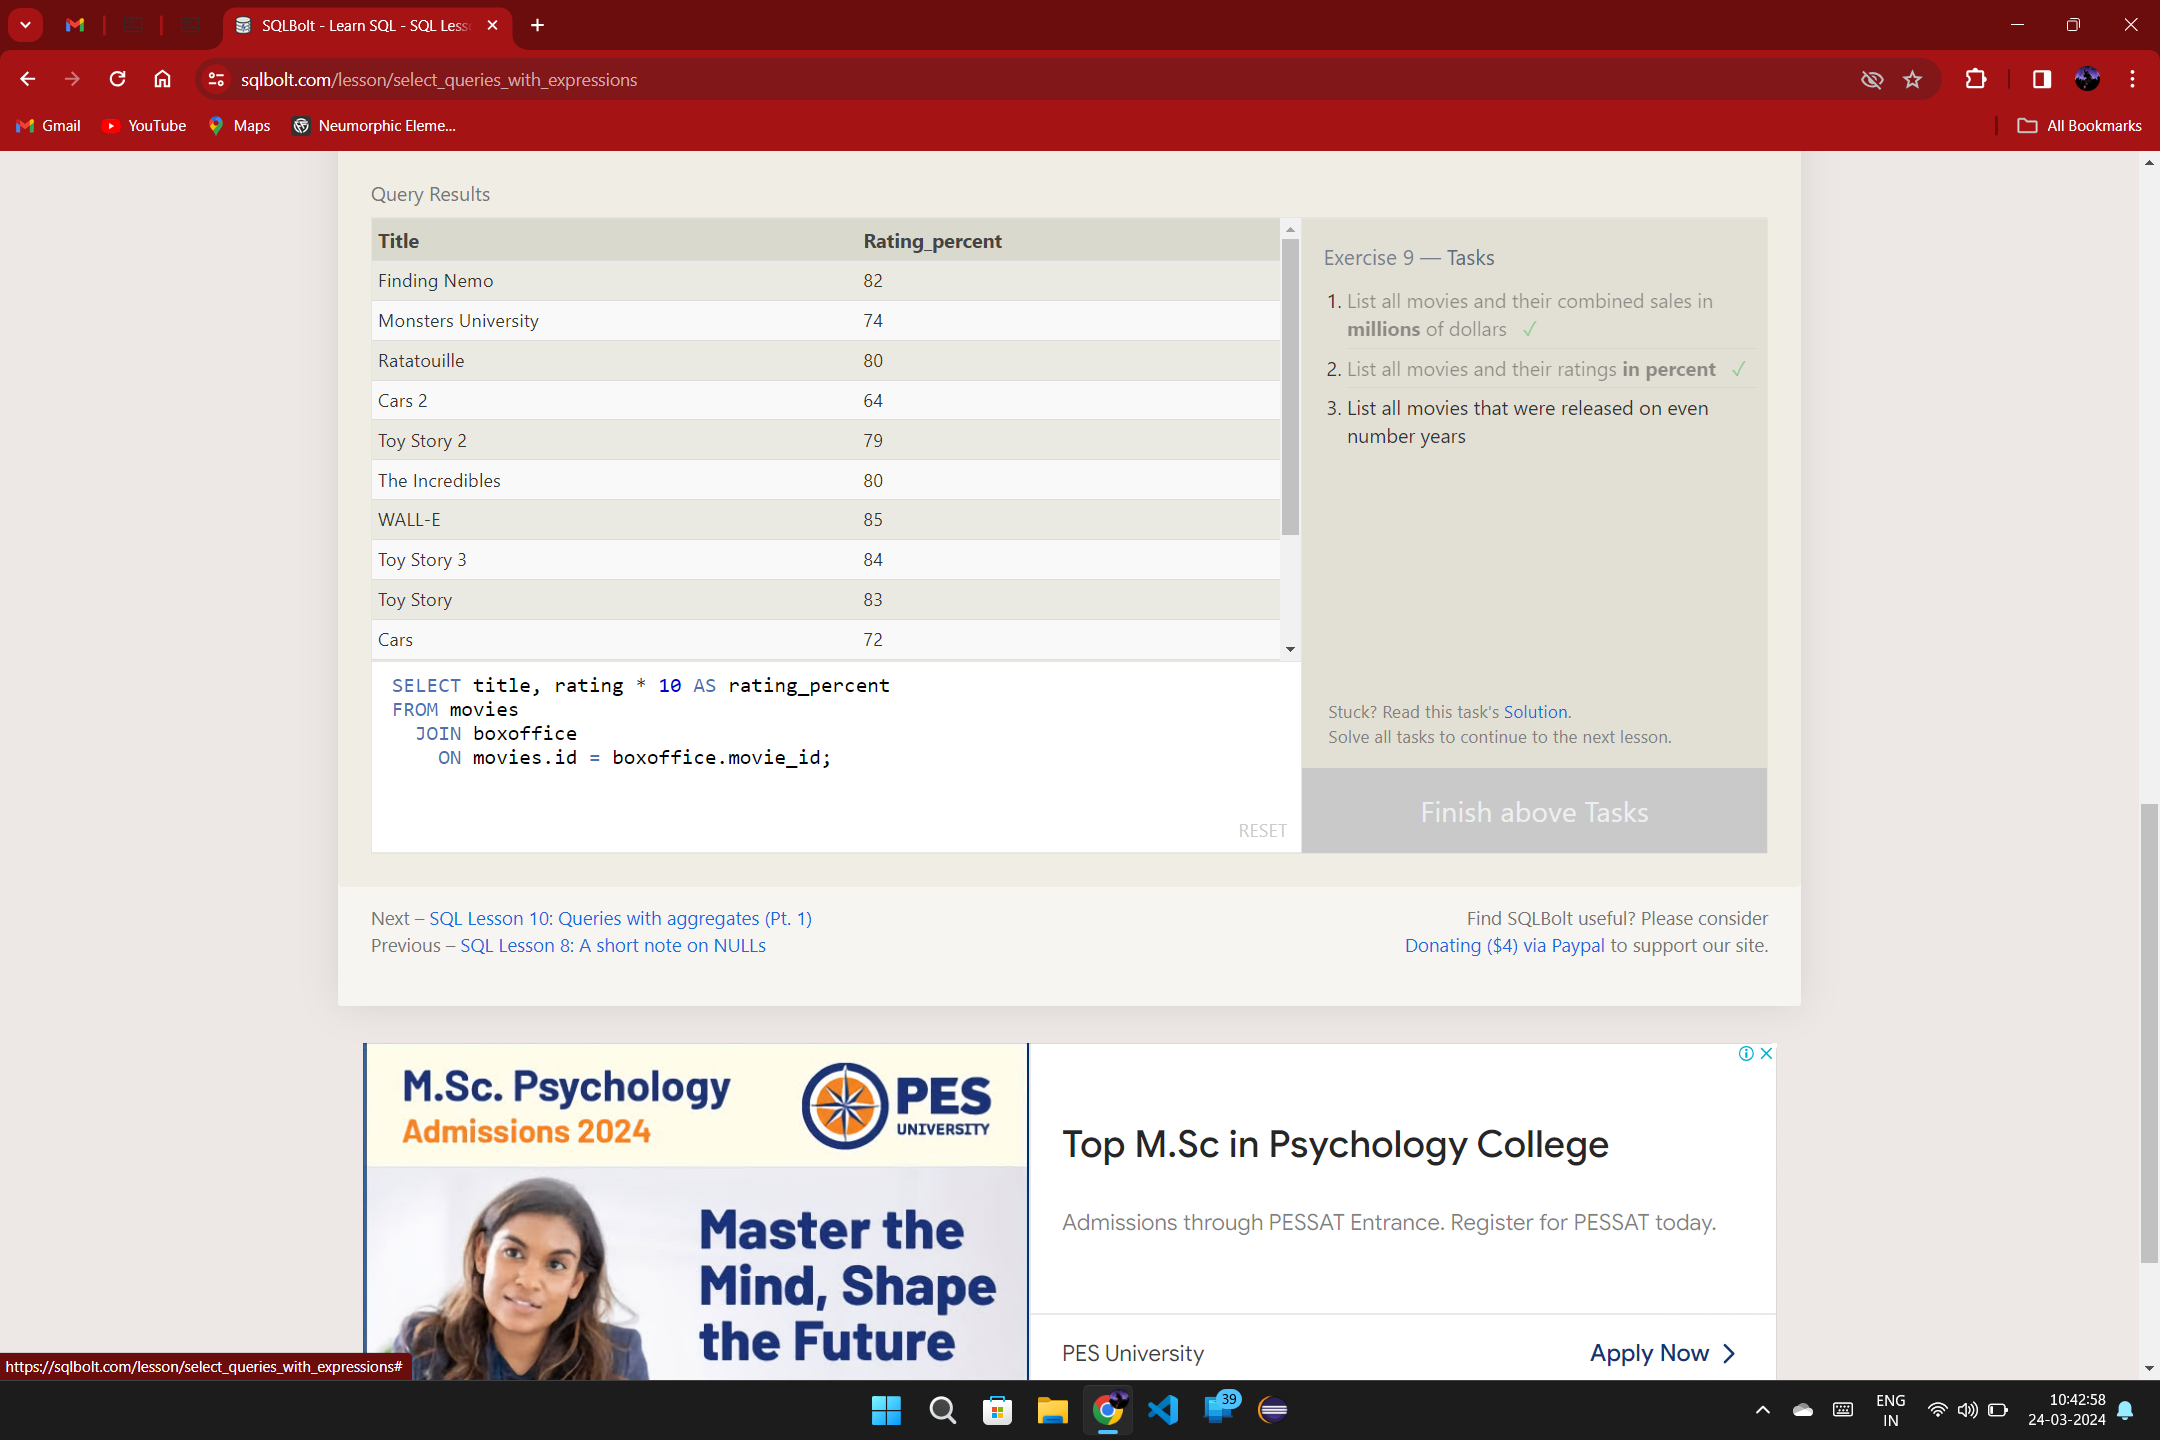 SQLBolt - Learn SQL - SQL Less
sqlbolt.com/lesson/select_queries_with_expressions
Gmail
YouTube
Maps
Neumorphic Eleme...
All Bookmarks
Query Results
Title Rating_percent
Finding Nemo 82
Monsters University 74
Ratatouille 80
Cars 2 64
Toy Story 2 79
The Incredibles 80
WALL-E 85
Toy Story 3 84
Toy Story 83
Cars 72
SELECT title, rating * 10 AS rating_percent
FROM movies
JOIN boxoffice
ON movies.id = boxoffice.movie_id;
RESET
Exercise 9 — Tasks
1. List all movies and their combined sales in
millions of dollars ✓
2. List all movies and their ratings in percent ✓
3. List all movies that were released on even
number years
Stuck? Read this task's Solution.
Solve all tasks to continue to the next lesson.
Finish above Tasks
Next – SQL Lesson 10: Queries with aggregates (Pt. 1)
Previous – SQL Lesson 8: A short note on NULLs
Find SQLBolt useful? Please consider
Donating ($4) via Paypal to support our site.
M.Sc. Psychology
Admissions 2024
PES
UNIVERSITY
Master the
Mind, Shape
the Future
Top M.Sc in Psychology College
Admissions through PESSAT Entrance. Register for PESSAT today.
PES University
Apply Now
https://sqlbolt.com/lesson/select_queries_with_expressions#
39
ENG
IN
10:42:58
24-03-2024